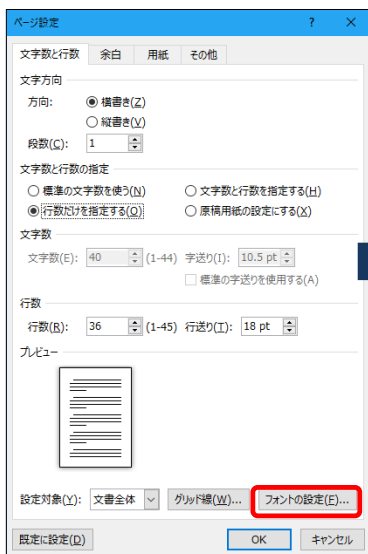 ページ設定 ? ×
文字数と行数 余白 用紙 その他
文字方向
方向: 横書き(Z)
縦書き(V)
段数(C): 1
文字数と行数の指定
標準の文字数を使う(N) 文字数と行数を指定する(H)
行数だけを指定する(O) 原稿用紙の設定にする(X)
文字数
文字数(E): 40 (1-44) 字送り(I): 10.5 pt
標準の字送りを使用する(A)
行数
行数(R): 36 (1-45) 行送り(T): 18 pt
プレビュー
設定対象(Y): 文書全体 グリッド線(W)... フォントの設定(F)...
既定に設定(D) OK キャンセル